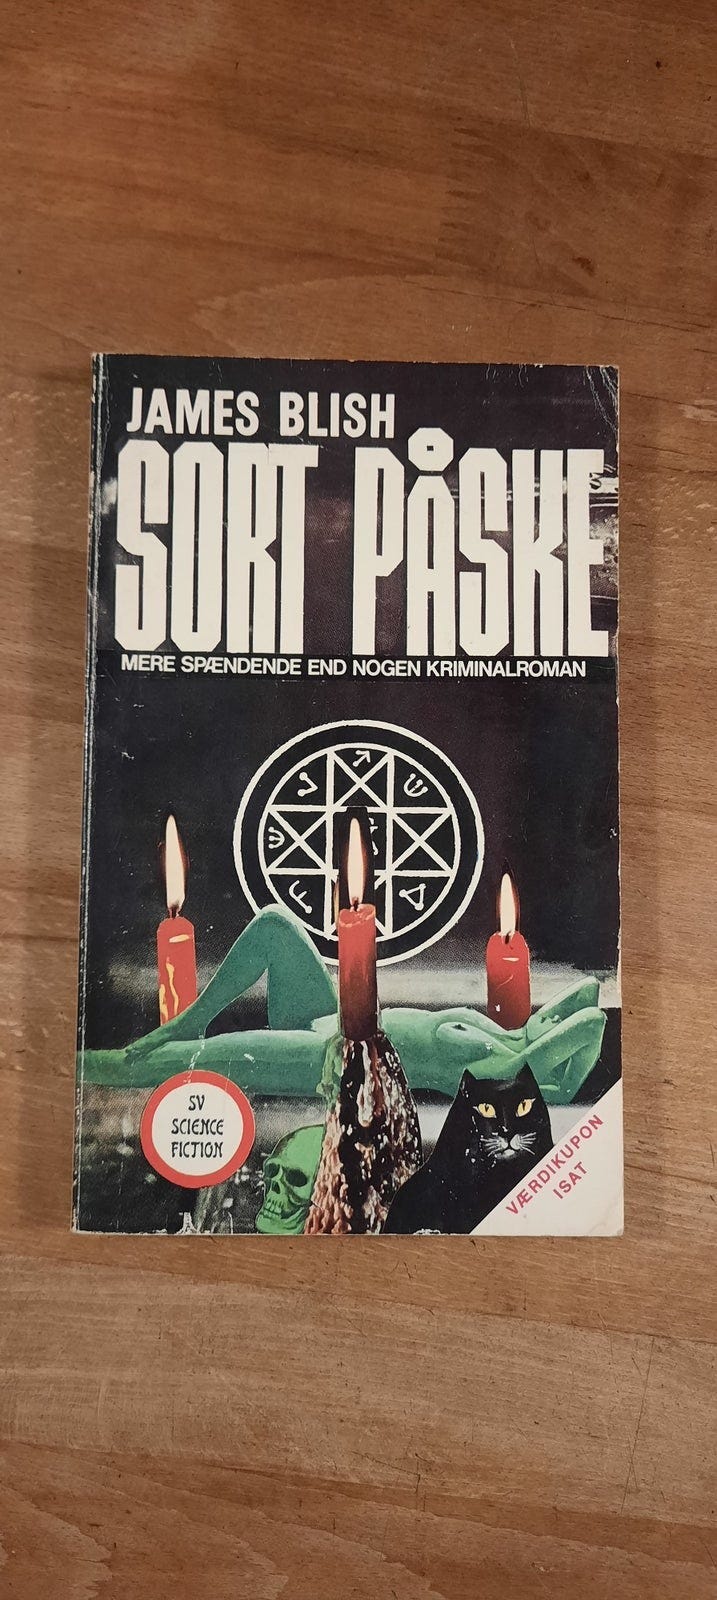 JAMES BLISH
SORT PÅSKE
MERE SPÆNDENDE END NOGEN KRIMINALROMAN
SV
SCIENCE
FICTION
VÆRDIKUPON
ISAT